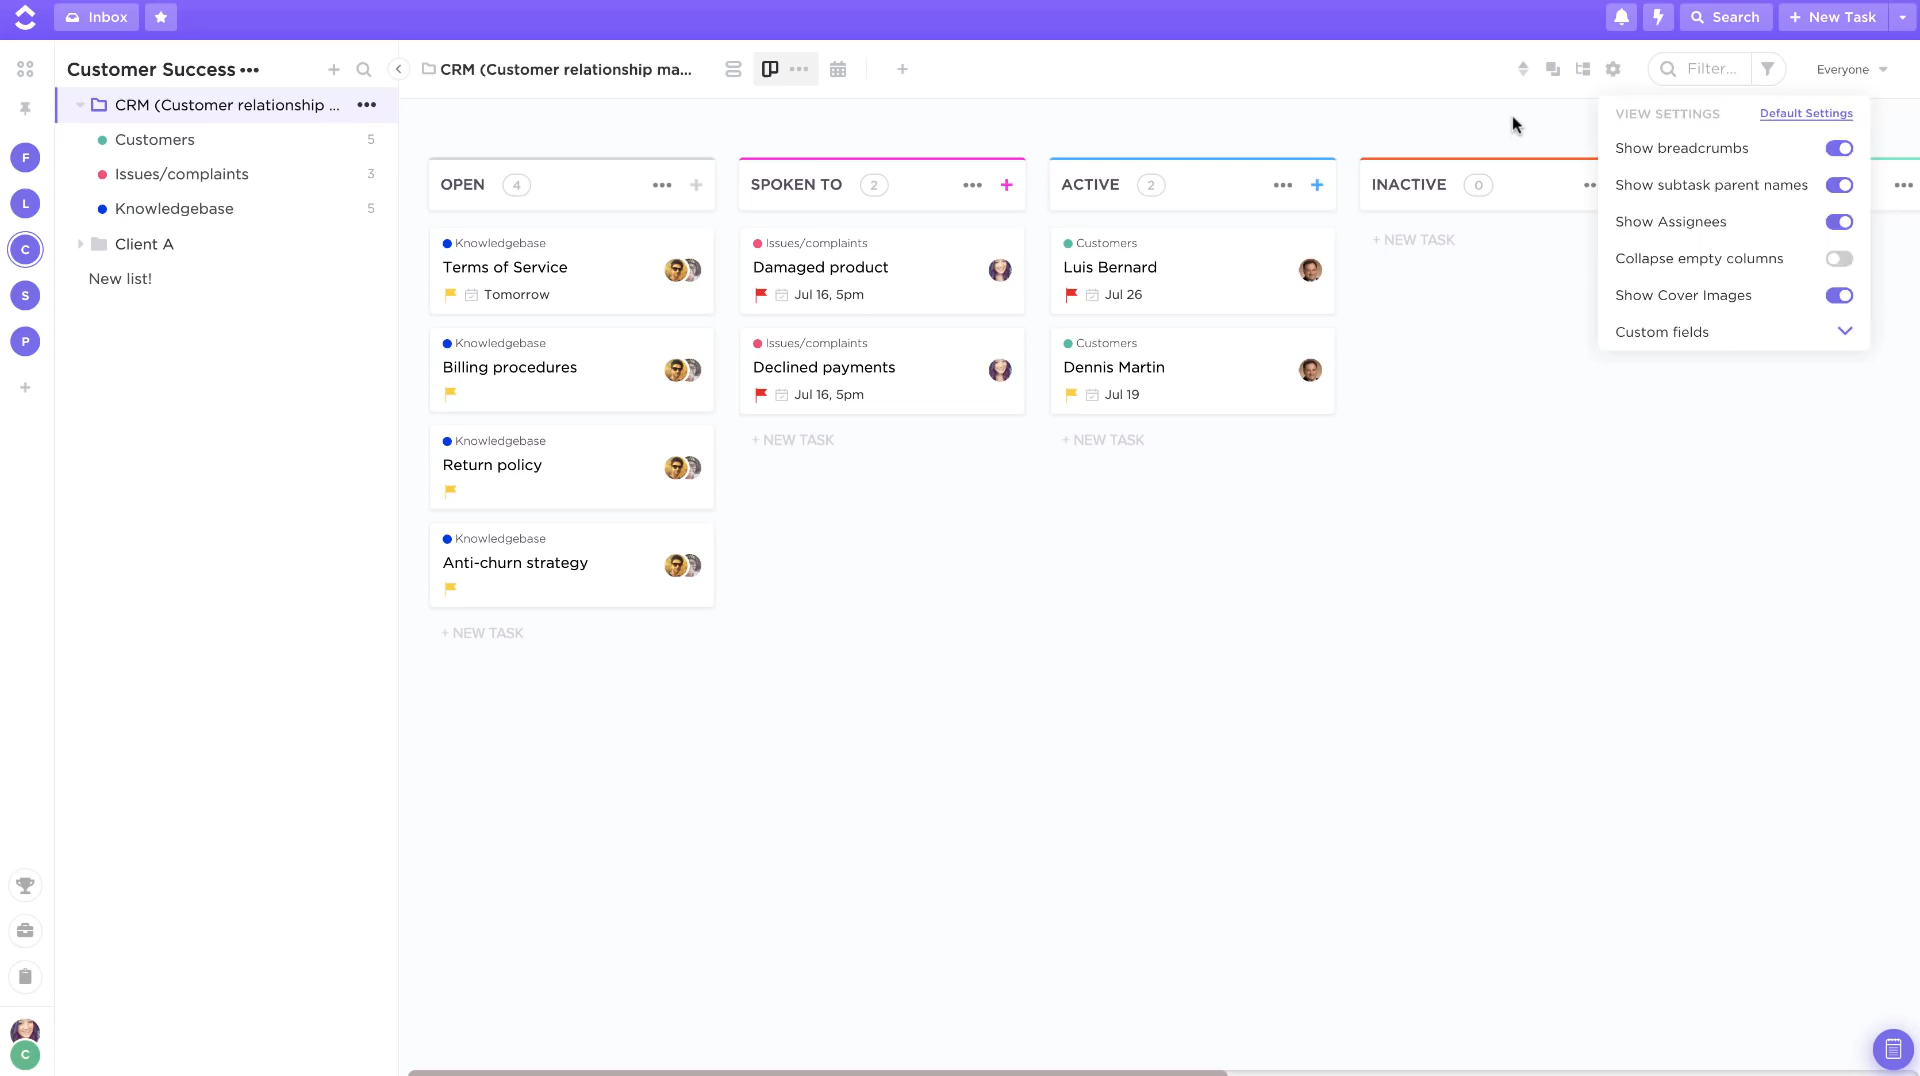 Inbox
Search
+ New Task
Customer Success •••
CRM (Customer relationship ma...
Filter...
Everyone
CRM (Customer relationship ... •••
Customers 5
Issues/complaints 3
Knowledgebase 5
Client A
New list!
F
L
C
S
P
C
OPEN 4
Knowledgebase
Terms of Service
Tomorrow
Knowledgebase
Billing procedures
Knowledgebase
Return policy
Knowledgebase
Anti-churn strategy
+ NEW TASK
SPOKEN TO 2
Issues/complaints
Damaged product
Jul 16, 5pm
Issues/complaints
Declined payments
Jul 16, 5pm
+ NEW TASK
ACTIVE 2
Customers
Luis Bernard
Jul 26
Customers
Dennis Martin
Jul 19
+ NEW TASK
INACTIVE 0
+ NEW TASK
VIEW SETTINGS Default Settings
Show breadcrumbs
Show subtask parent names
Show Assignees
Collapse empty columns
Show Cover Images
Custom fields